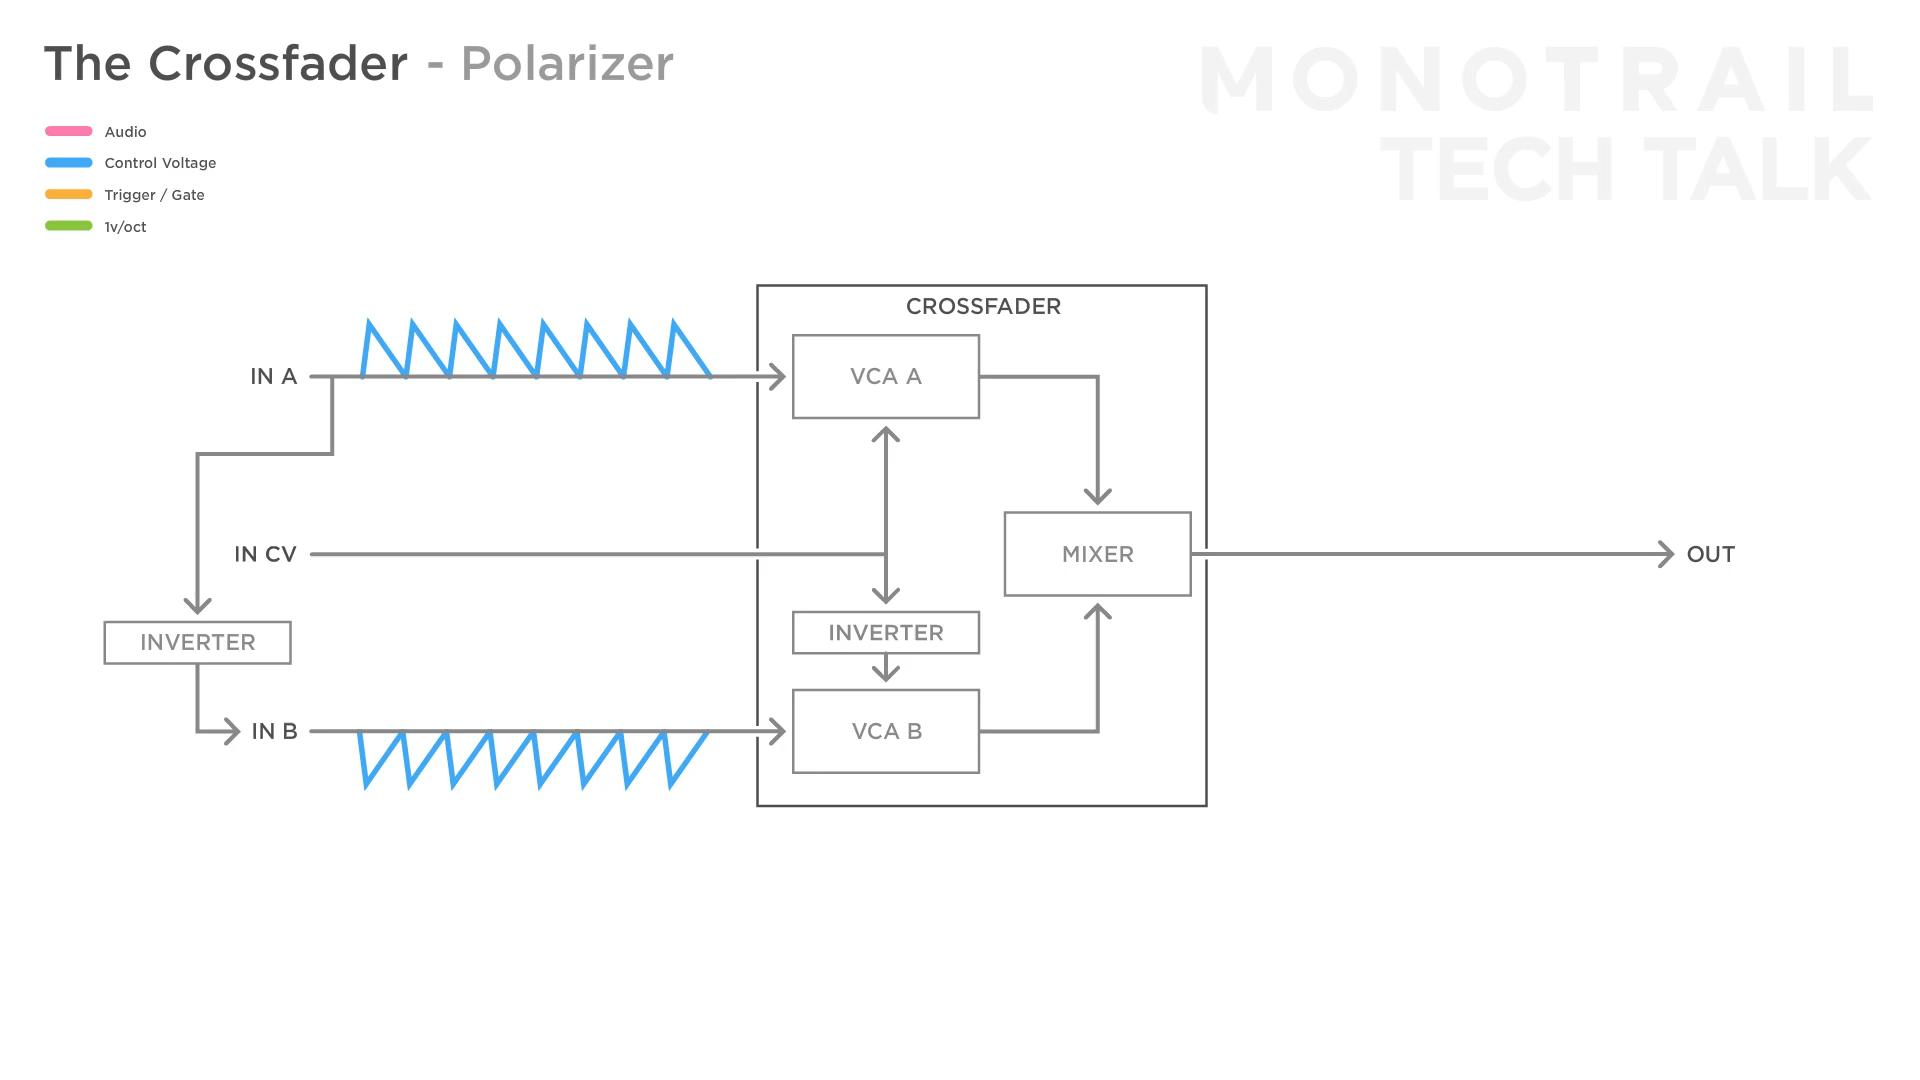 The Crossfader - Polarizer
MONOTRAIL
TECH TALK
Audio
Control Voltage
Trigger / Gate
1v/oct
CROSSFADER
IN A
VCA A
IN CV
MIXER
OUT
INVERTER
INVERTER
IN B
VCA B